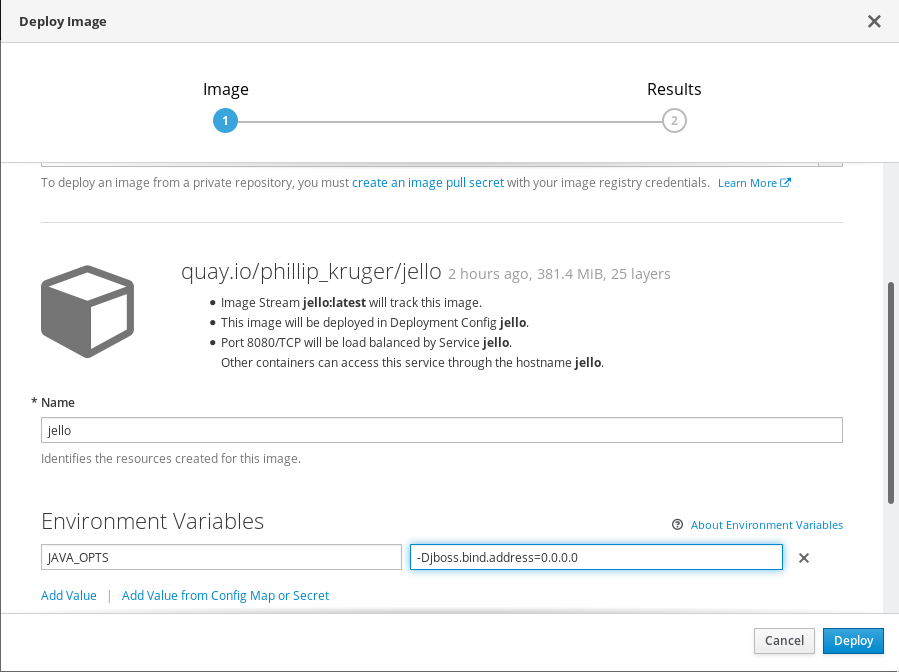 Deploy Image
Image
Results
1
2
To deploy an image from a private repository, you must create an image pull secret with your image registry credentials. Learn More
quay.io/phillip_kruger/jello 2 hours ago, 381.4 MiB, 25 layers
• Image Stream jello:latest will track this image.
• This image will be deployed in Deployment Config jello.
• Port 8080/TCP will be load balanced by Service jello.
Other containers can access this service through the hostname jello.
* Name
jello
Identifies the resources created for this image.
Environment Variables
About Environment Variables
JAVA_OPTS
-Djboss.bind.address=0.0.0.0
Add Value | Add Value from Config Map or Secret
Cancel
Deploy